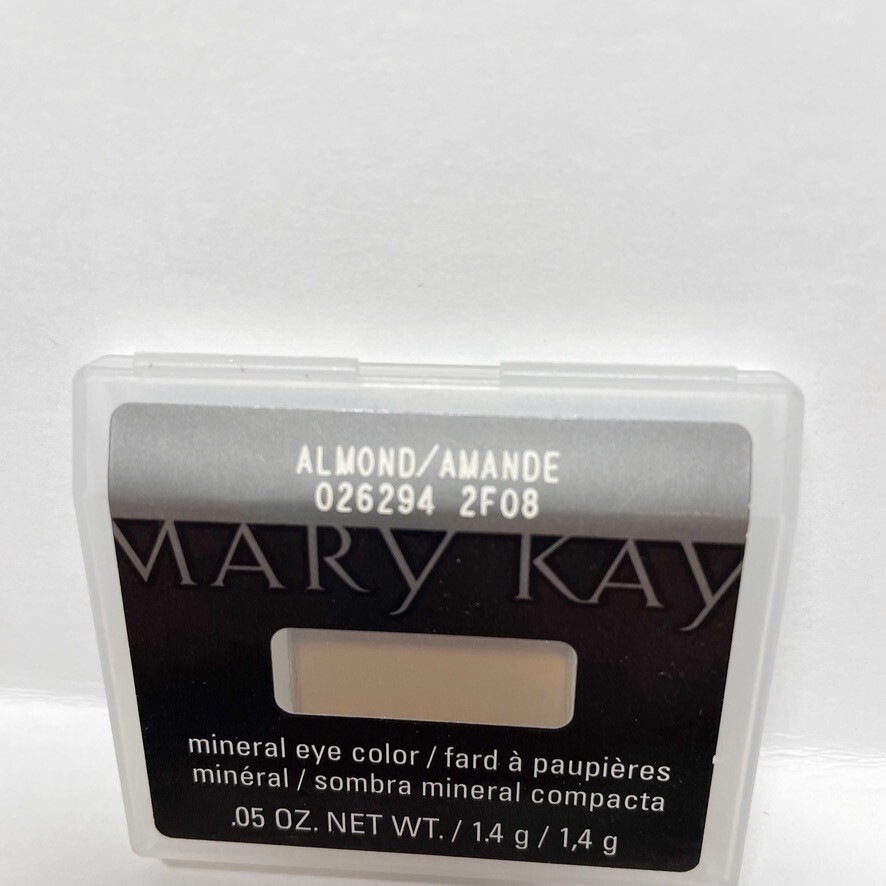 ALMOND/AMANDE
026294 2F08
MARY KAY
mineral eye color / fard à paupières
minéral / sombra mineral compacta
.05 OZ. NET WT. / 1.4 g / 1,4 g